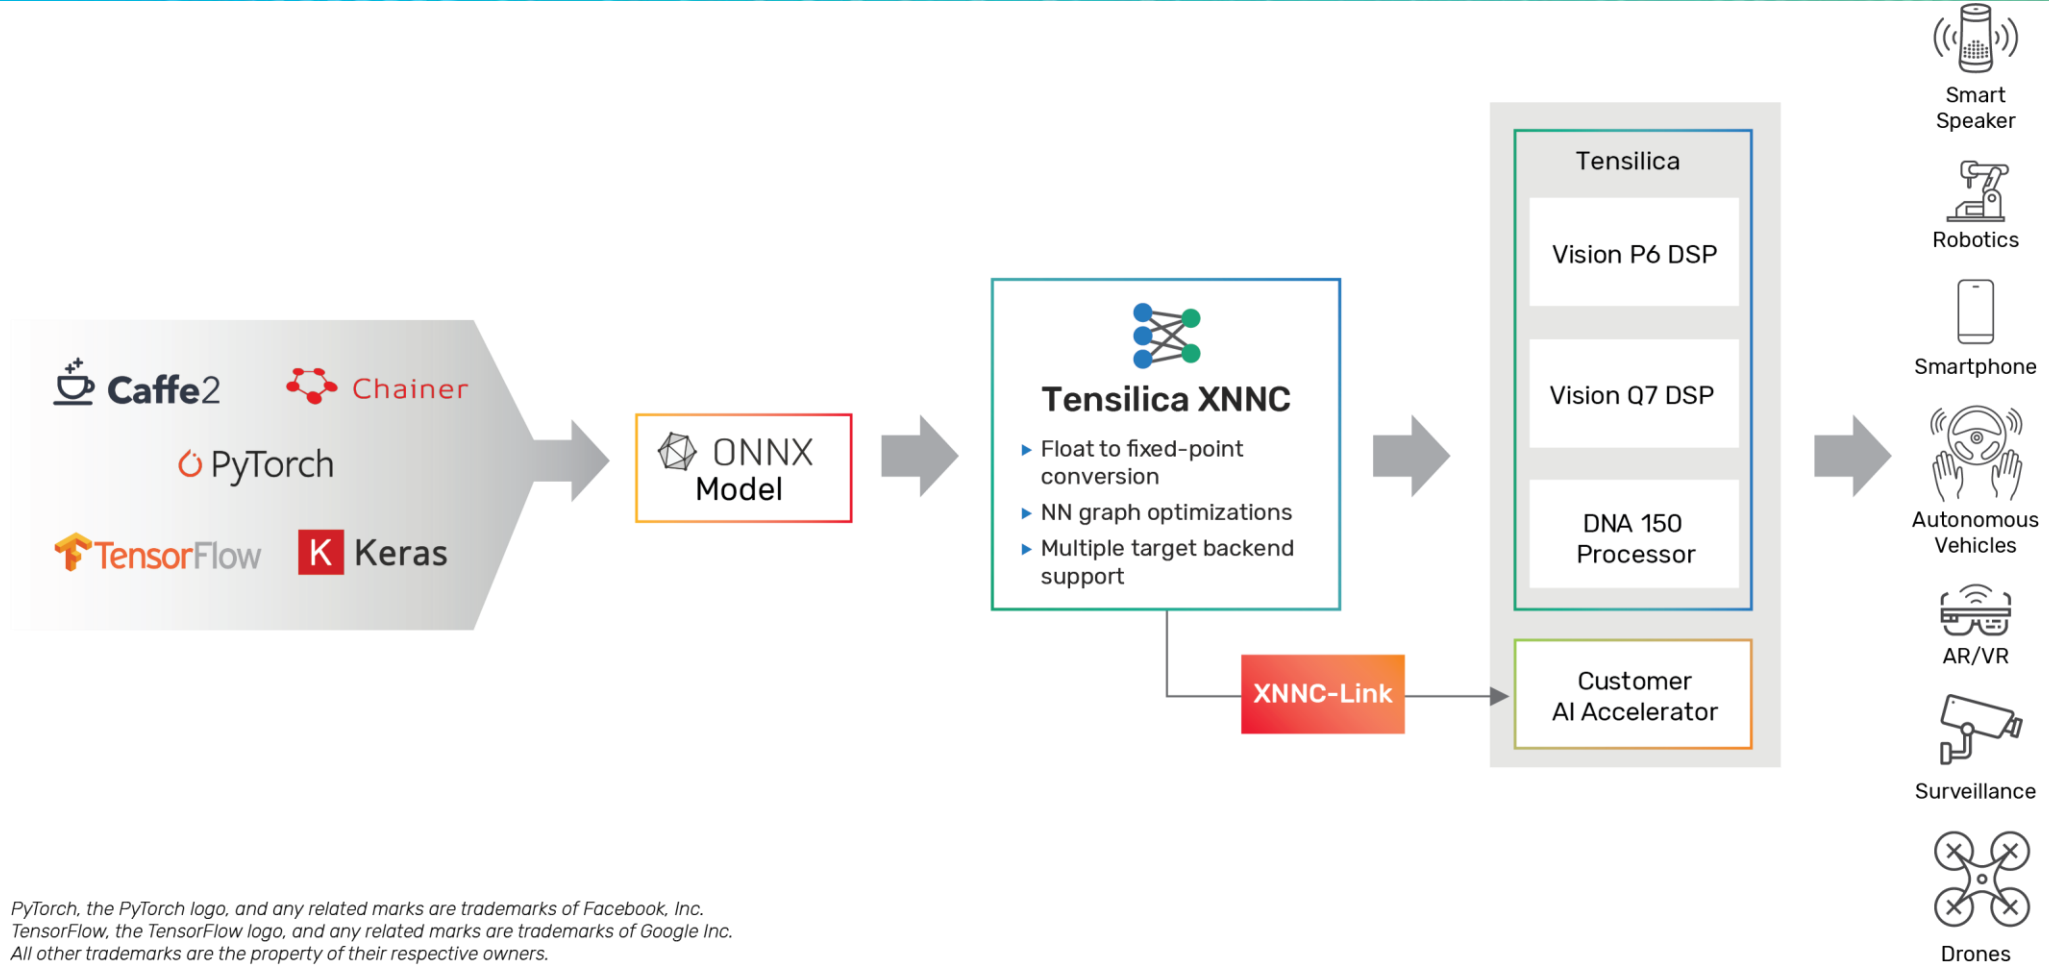 Caffe2
Chainer
PyTorch
TensorFlow
K Keras
ONNX
Model
Tensilica XNNC
Float to fixed-point
conversion
NN graph optimizations
Multiple target backend
support
XNNC-Link
Tensilica
Vision P6 DSP
Vision Q7 DSP
DNA 150
Processor
Customer
AI Accelerator
Smart
Speaker
Robotics
Smartphone
Autonomous
Vehicles
AR/VR
Surveillance
Drones
PyTorch, the PyTorch logo, and any related marks are trademarks of Facebook, Inc.
TensorFlow, the TensorFlow logo, and any related marks are trademarks of Google Inc.
All other trademarks are the property of their respective owners.